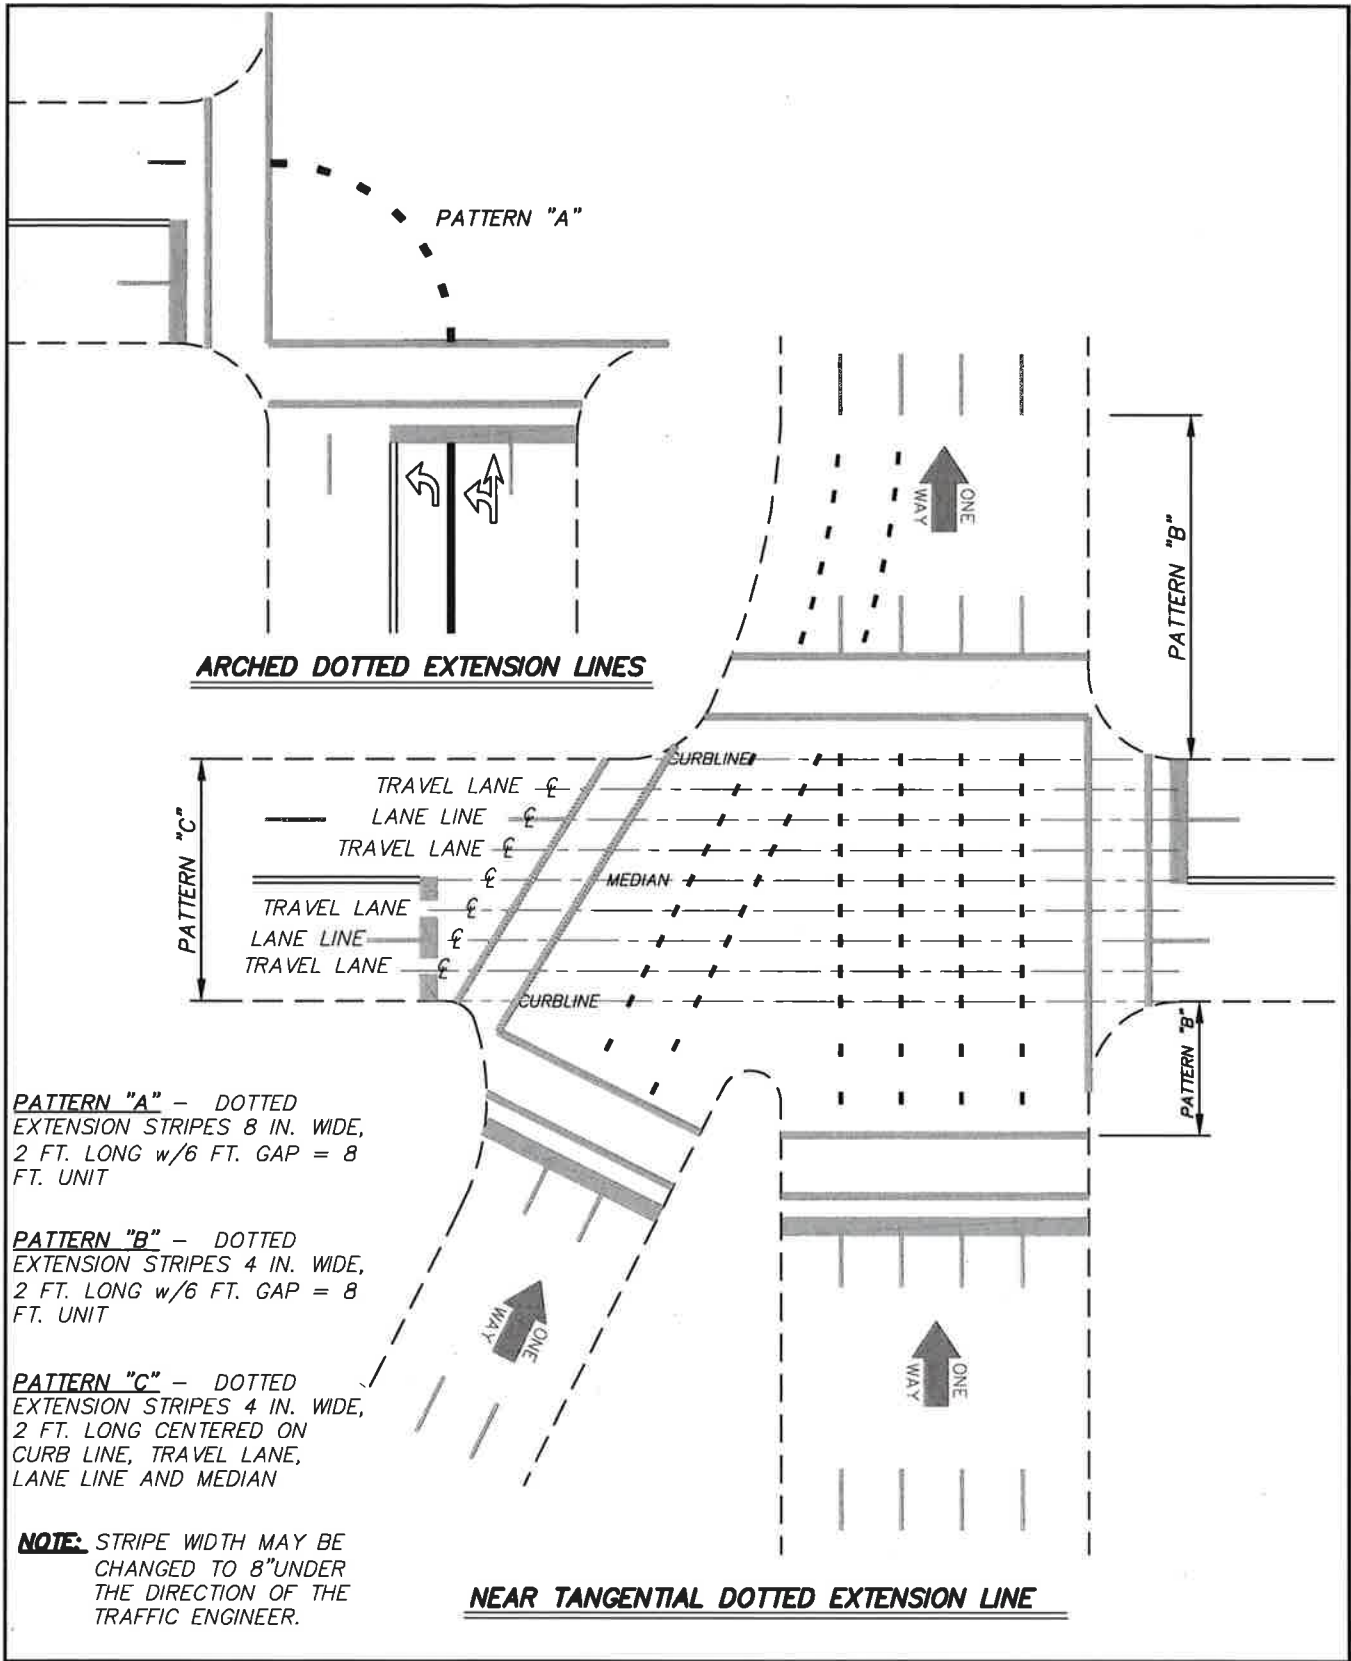 PATTERN "A"
ONE
WAY
PATTERN "B"
ARCHED DOTTED EXTENSION LINES
CURBLINE
TRAVEL LANE ℄
LANE LINE ℄
TRAVEL LANE ℄
℄ MEDIAN
TRAVEL LANE ℄
LANE LINE ℄
TRAVEL LANE ℄
CURBLINE
PATTERN "C"
PATTERN "B"
PATTERN "A" - DOTTED
EXTENSION STRIPES 8 IN. WIDE,
2 FT. LONG w/6 FT. GAP = 8
FT. UNIT
PATTERN "B" - DOTTED
EXTENSION STRIPES 4 IN. WIDE,
2 FT. LONG w/6 FT. GAP = 8
FT. UNIT
ONE
WAY
ONE
WAY
PATTERN "C" - DOTTED
EXTENSION STRIPES 4 IN. WIDE,
2 FT. LONG CENTERED ON
CURB LINE, TRAVEL LANE,
LANE LINE AND MEDIAN
NOTE: STRIPE WIDTH MAY BE
CHANGED TO 8"UNDER
THE DIRECTION OF THE
TRAFFIC ENGINEER.
NEAR TANGENTIAL DOTTED EXTENSION LINE